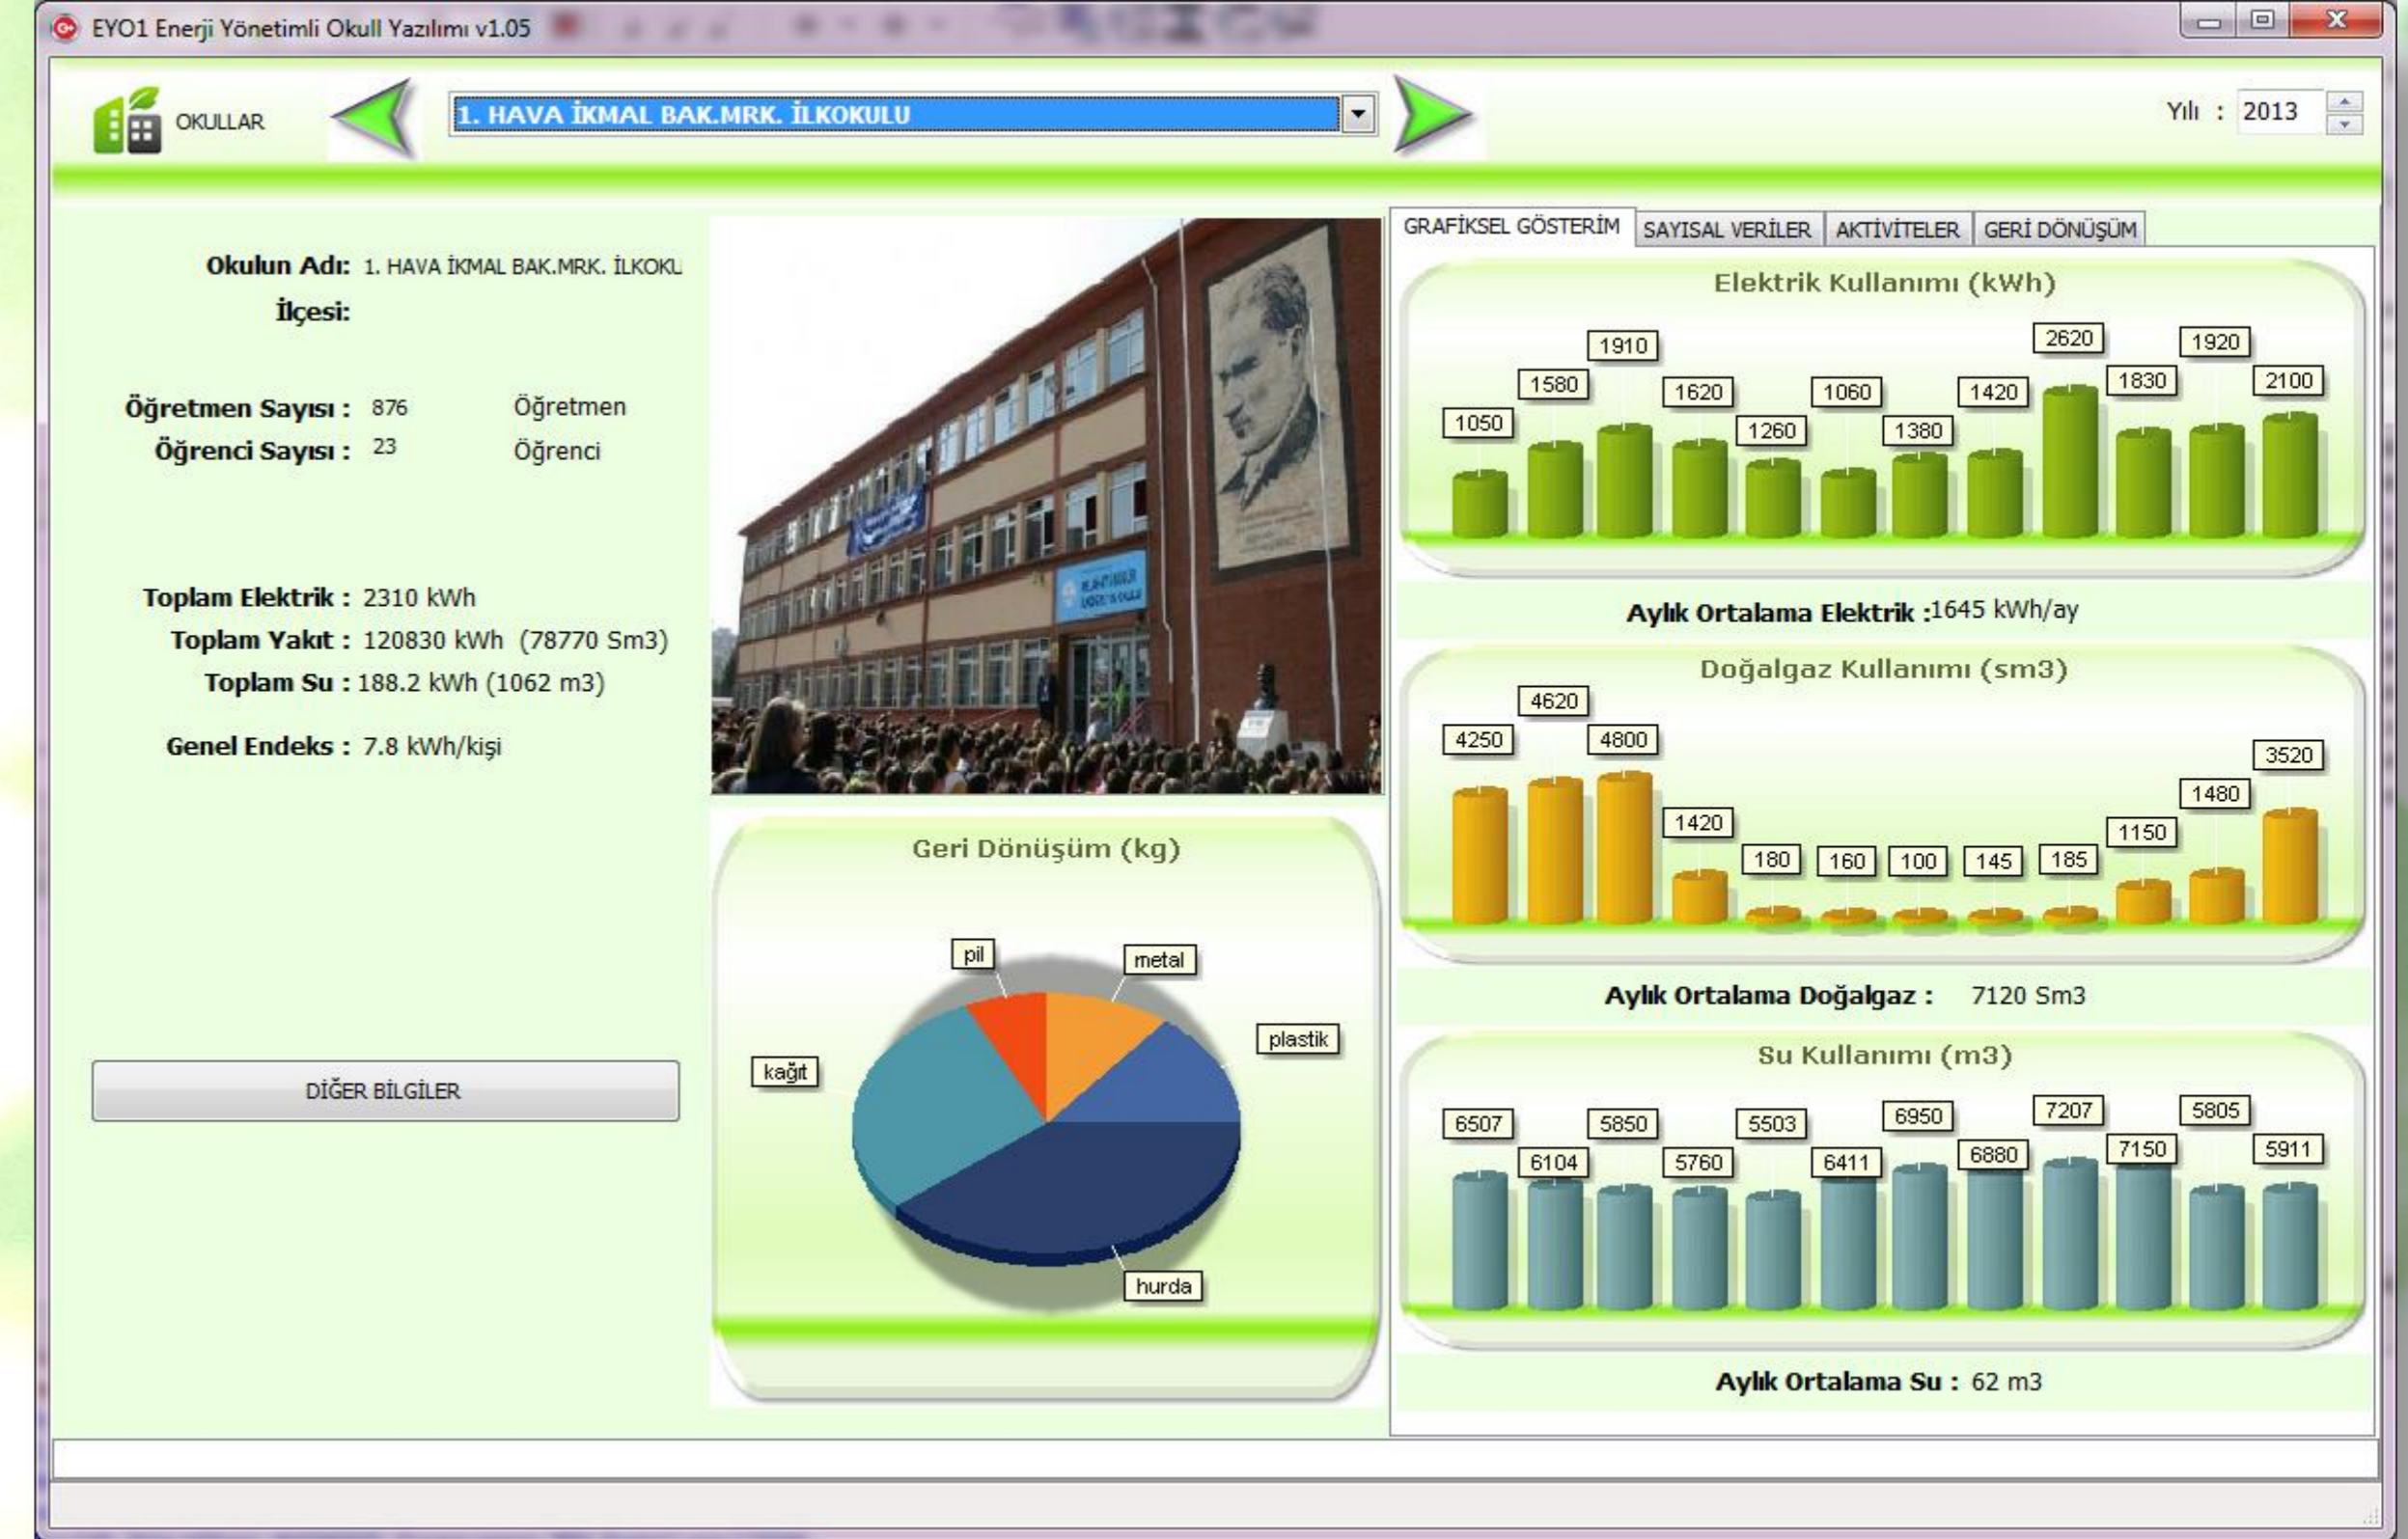 EYO1 Enerji Yönetimli Okull Yazılımı v1.05
OKULLAR
1. HAVA İKMAL BAK.MRK. İLKOKULU
Yılı : 2013
Okulun Adı: 1. HAVA İKMAL BAK.MRK. İLKOKU
İlçesi:
Öğretmen Sayısı : 876 Öğretmen
Öğrenci Sayısı : 23 Öğrenci
Toplam Elektrik : 2310 kWh
Toplam Yakıt : 120830 kWh (78770 Sm3)
Toplam Su : 188.2 kWh (1062 m3)
Genel Endeks : 7.8 kWh/kişi
DİĞER BİLGİLER
Geri Dönüşüm (kg)
pil
metal
plastik
kağıt
hurda
GRAFİKSEL GÖSTERİM SAYISAL VERİLER AKTİVİTELER GERİ DÖNÜŞÜM
Elektrik Kullanımı (kWh)
1050 1580 1910 1620 1260 1060 1380 1420 2620 1830 1920 2100
Aylık Ortalama Elektrik :1645 kWh/ay
Doğalgaz Kullanımı (sm3)
4250 4620 4800 1420 180 160 100 145 185 1150 1480 3520
Aylık Ortalama Doğalgaz : 7120 Sm3
Su Kullanımı (m3)
6507 6104 5850 5760 5503 6411 6950 6880 7207 7150 5805 5911
Aylık Ortalama Su : 62 m3